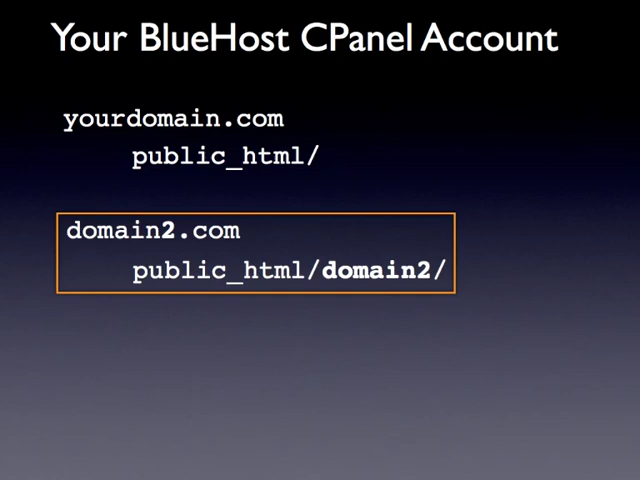 Your BlueHost CPanel Account
yourdomain.com
public_html/
domain2.com
public_html/domain2/